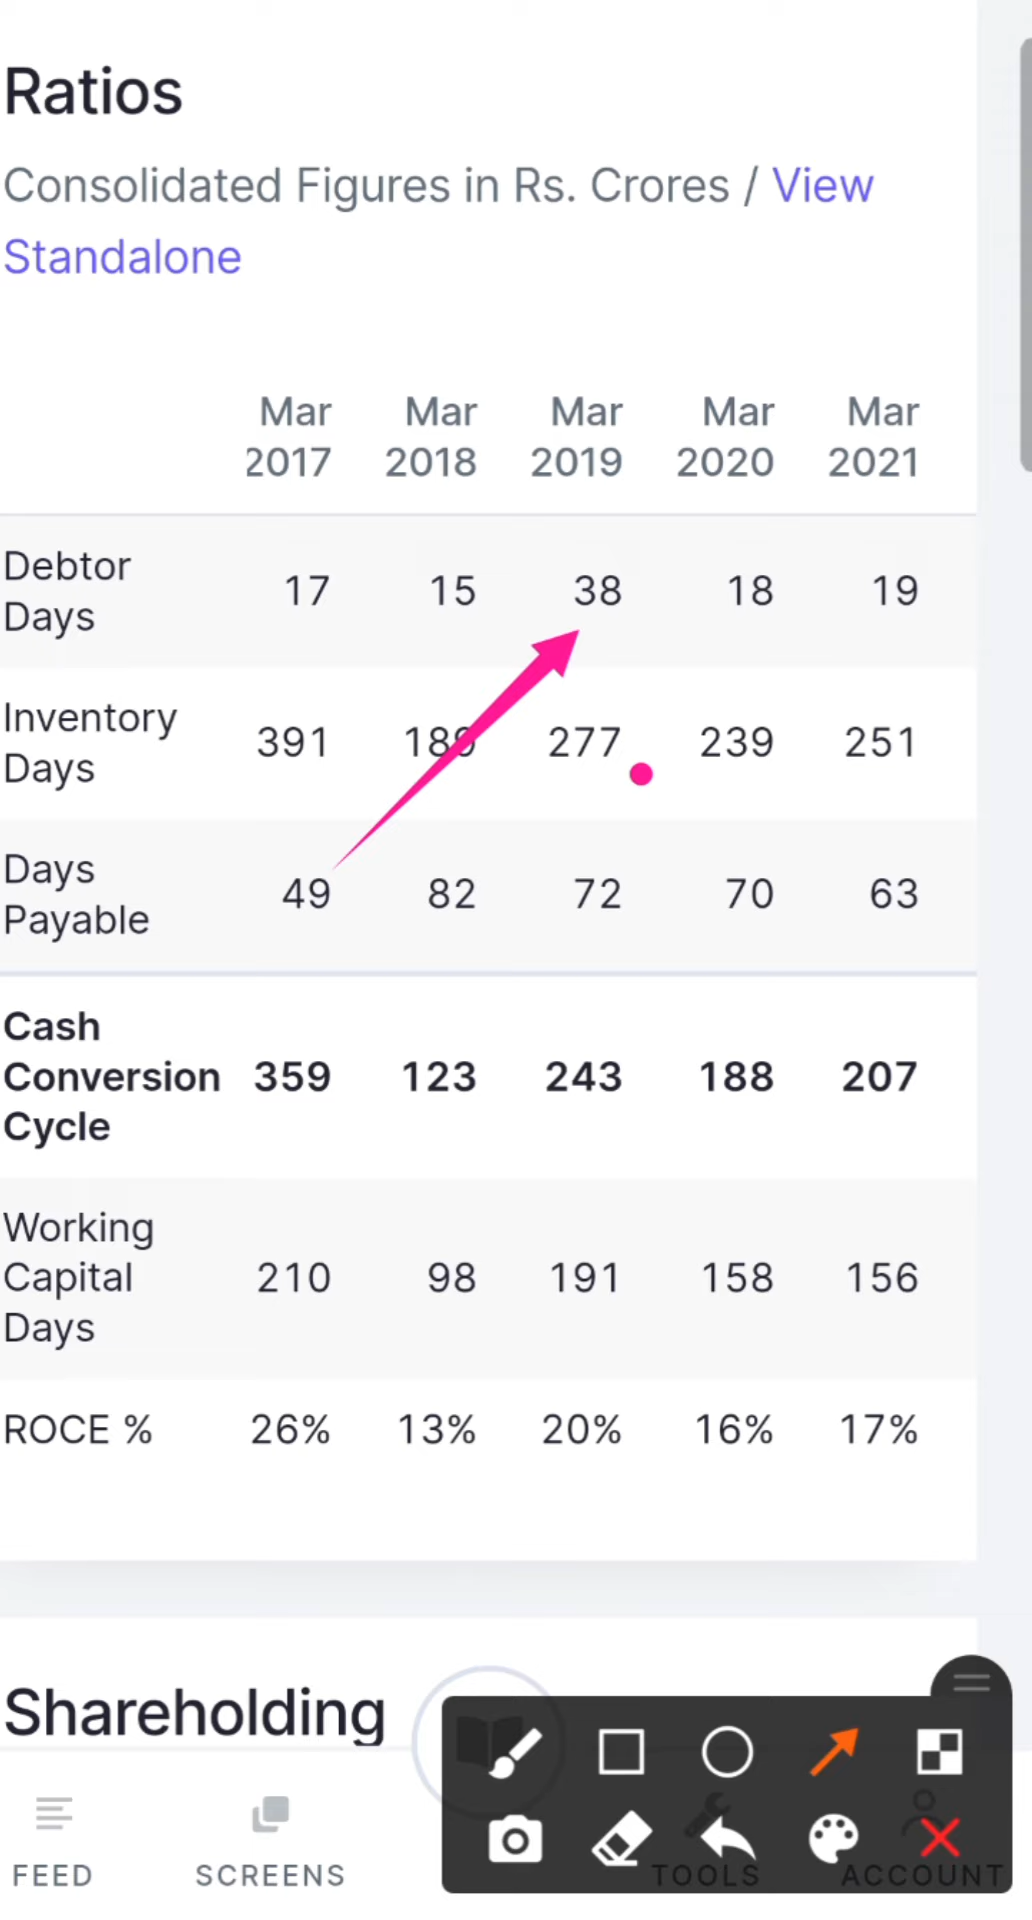 Ratios
Consolidated Figures in Rs. Crores / View
Standalone
Mar Mar Mar Mar Mar
2017 2018 2019 2020 2021
Debtor
Days 17 15 38 18 19
Inventory
Days 391 189 277 239 251
Days
Payable 49 82 72 70 63
Cash
Conversion 359 123 243 188 207
Cycle
Working
Capital 210 98 191 158 156
Days
ROCE % 26% 13% 20% 16% 17%
Shareholding
FEED SCREENS TOOLS ACCOUNT